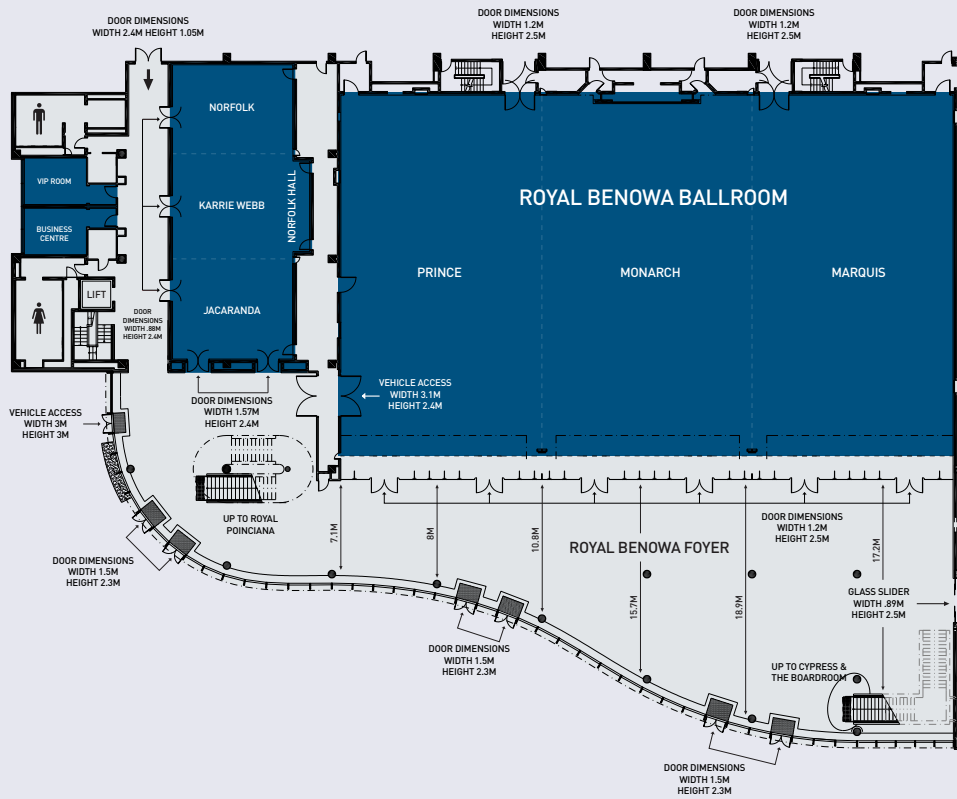 DOOR DIMENSIONS
WIDTH 2.4M HEIGHT 1.05M
DOOR DIMENSIONS
WIDTH 1.2M
HEIGHT 2.5M
DOOR DIMENSIONS
WIDTH 1.2M
HEIGHT 2.5M
NORFOLK
VIP ROOM
KARRIE WEBB
NORFOLK HALL
BUSINESS
CENTRE
ROYAL BENOWA BALLROOM
PRINCE
MONARCH
MARQUIS
LIFT
JACARANDA
DOOR
DIMENSIONS
WIDTH .88M
HEIGHT 2.4M
VEHICLE ACCESS
WIDTH 3.1M
HEIGHT 2.4M
DOOR DIMENSIONS
WIDTH 1.57M
HEIGHT 2.4M
VEHICLE ACCESS
WIDTH 3M
HEIGHT 3M
UP TO ROYAL
POINCIANA
7.1M
8M
10.8M
15.7M
18.9M
17.2M
DOOR DIMENSIONS
WIDTH 1.2M
HEIGHT 2.5M
ROYAL BENOWA FOYER
DOOR DIMENSIONS
WIDTH 1.5M
HEIGHT 2.3M
GLASS SLIDER
WIDTH .89M
HEIGHT 2.5M
DOOR DIMENSIONS
WIDTH 1.5M
HEIGHT 2.3M
UP TO CYPRESS &
THE BOARDROOM
DOOR DIMENSIONS
WIDTH 1.5M
HEIGHT 2.3M